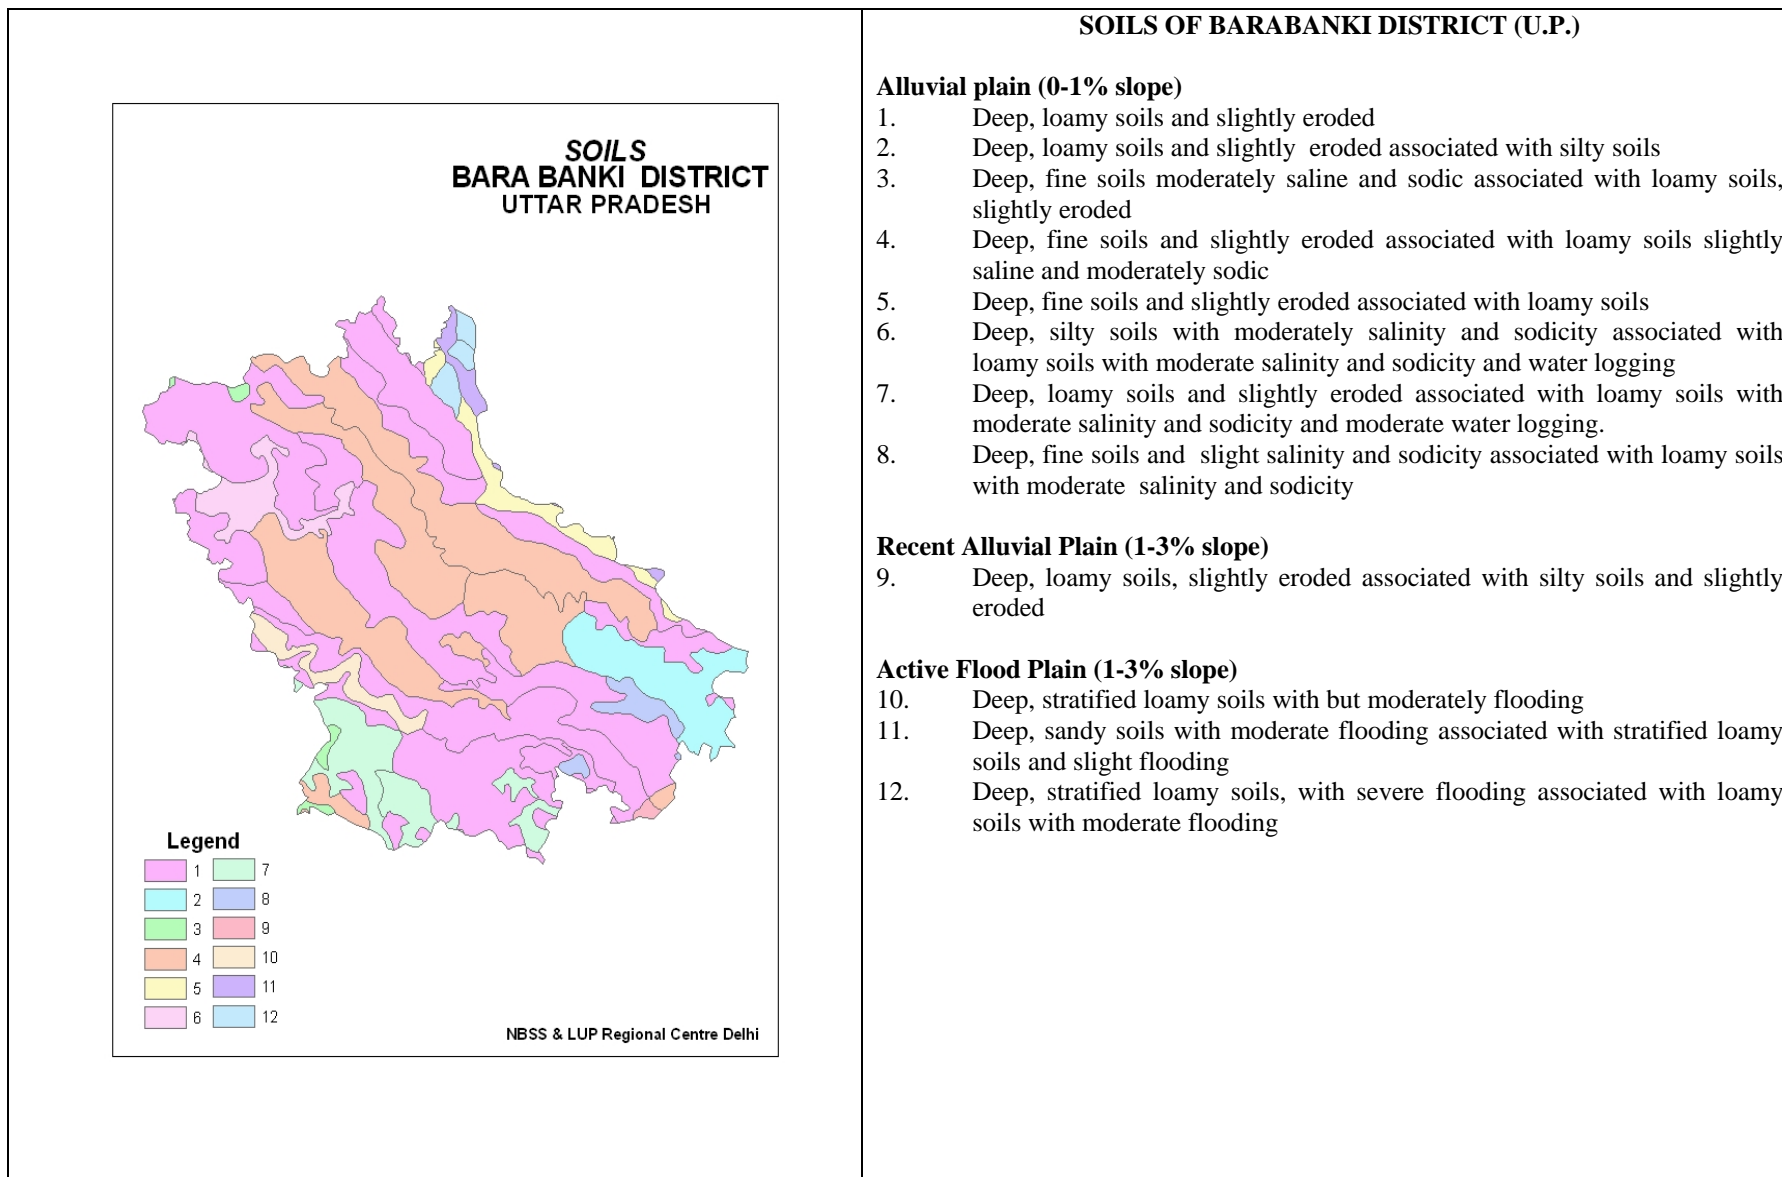 SOILS
BARA BANKI DISTRICT
UTTAR PRADESH
Legend
1 7
2 8
3 9
4 10
5 11
6 12
NBSS & LUP Regional Centre Delhi
SOILS OF BARABANKI DISTRICT (U.P.)
Alluvial plain (0-1% slope)
1. Deep, loamy soils and slightly eroded
2. Deep, loamy soils and slightly eroded associated with silty soils
3. Deep, fine soils moderately saline and sodic associated with loamy soils,
slightly eroded
4. Deep, fine soils and slightly eroded associated with loamy soils slightly
saline and moderately sodic
5. Deep, fine soils and slightly eroded associated with loamy soils
6. Deep, silty soils with moderately salinity and sodicity associated with
loamy soils with moderate salinity and sodicity and water logging
7. Deep, loamy soils and slightly eroded associated with loamy soils with
moderate salinity and sodicity and moderate water logging.
8. Deep, fine soils and slight salinity and sodicity associated with loamy soils
with moderate salinity and sodicity
Recent Alluvial Plain (1-3% slope)
9. Deep, loamy soils, slightly eroded associated with silty soils and slightly
eroded
Active Flood Plain (1-3% slope)
10. Deep, stratified loamy soils with but moderately flooding
11. Deep, sandy soils with moderate flooding associated with stratified loamy
soils and slight flooding
12. Deep, stratified loamy soils, with severe flooding associated with loamy
soils with moderate flooding